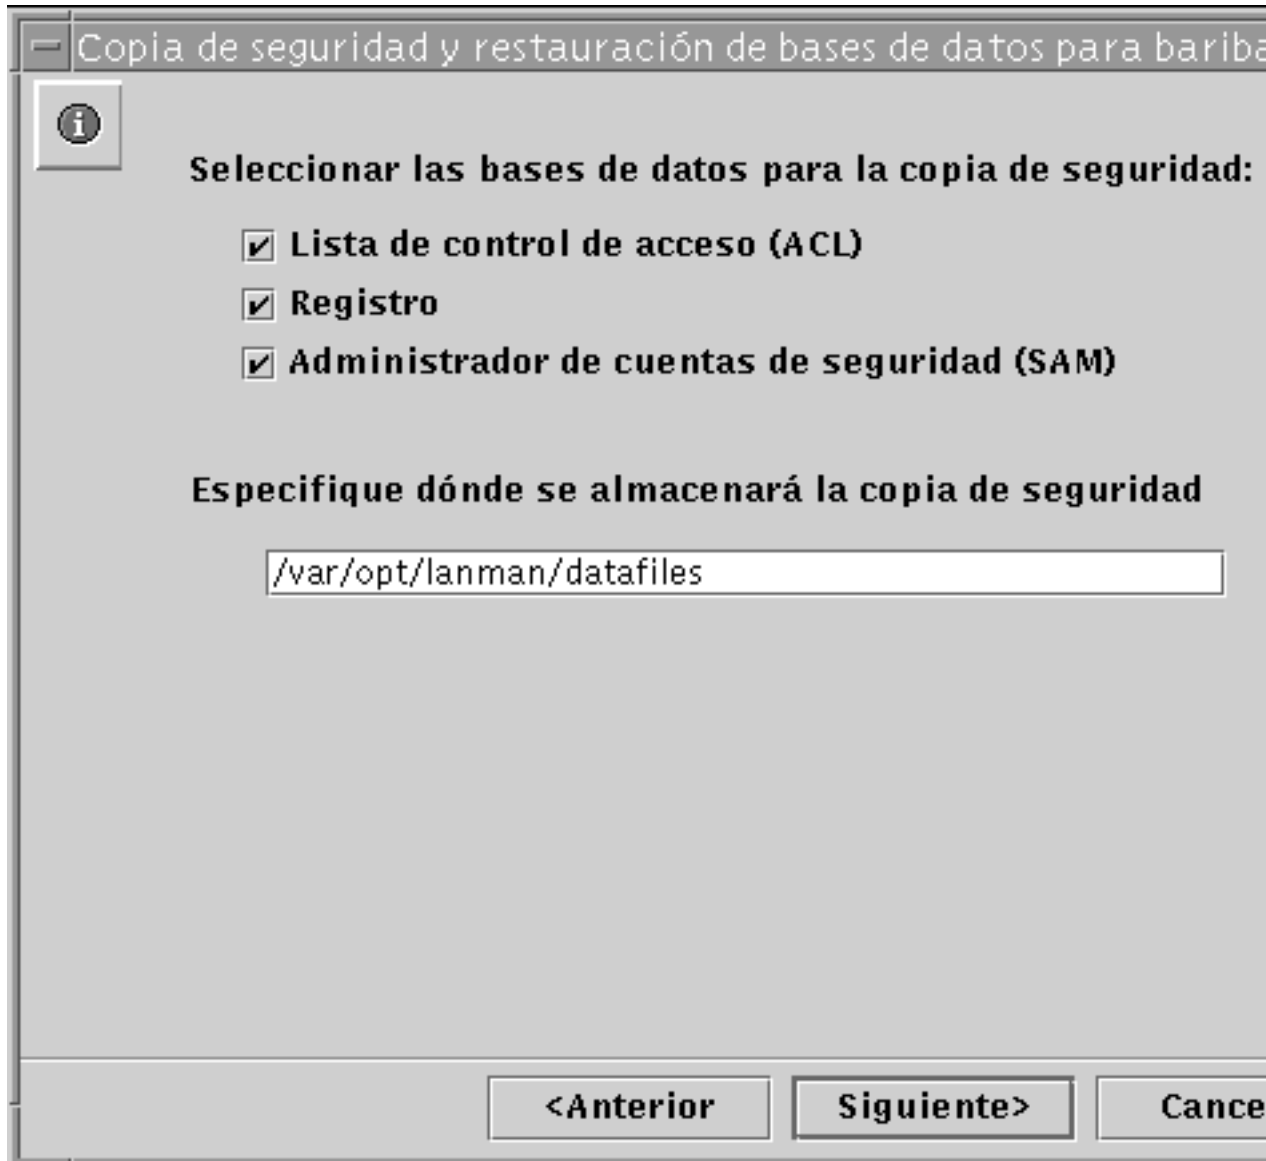 Copia de seguridad y restauración de bases de datos para bariba
Seleccionar las bases de datos para la copia de seguridad:
Lista de control de acceso (ACL)
Registro
Administrador de cuentas de seguridad (SAM)
Especifique dónde se almacenará la copia de seguridad
/var/opt/lanman/datafiles
<Anterior
Siguiente>
Cance